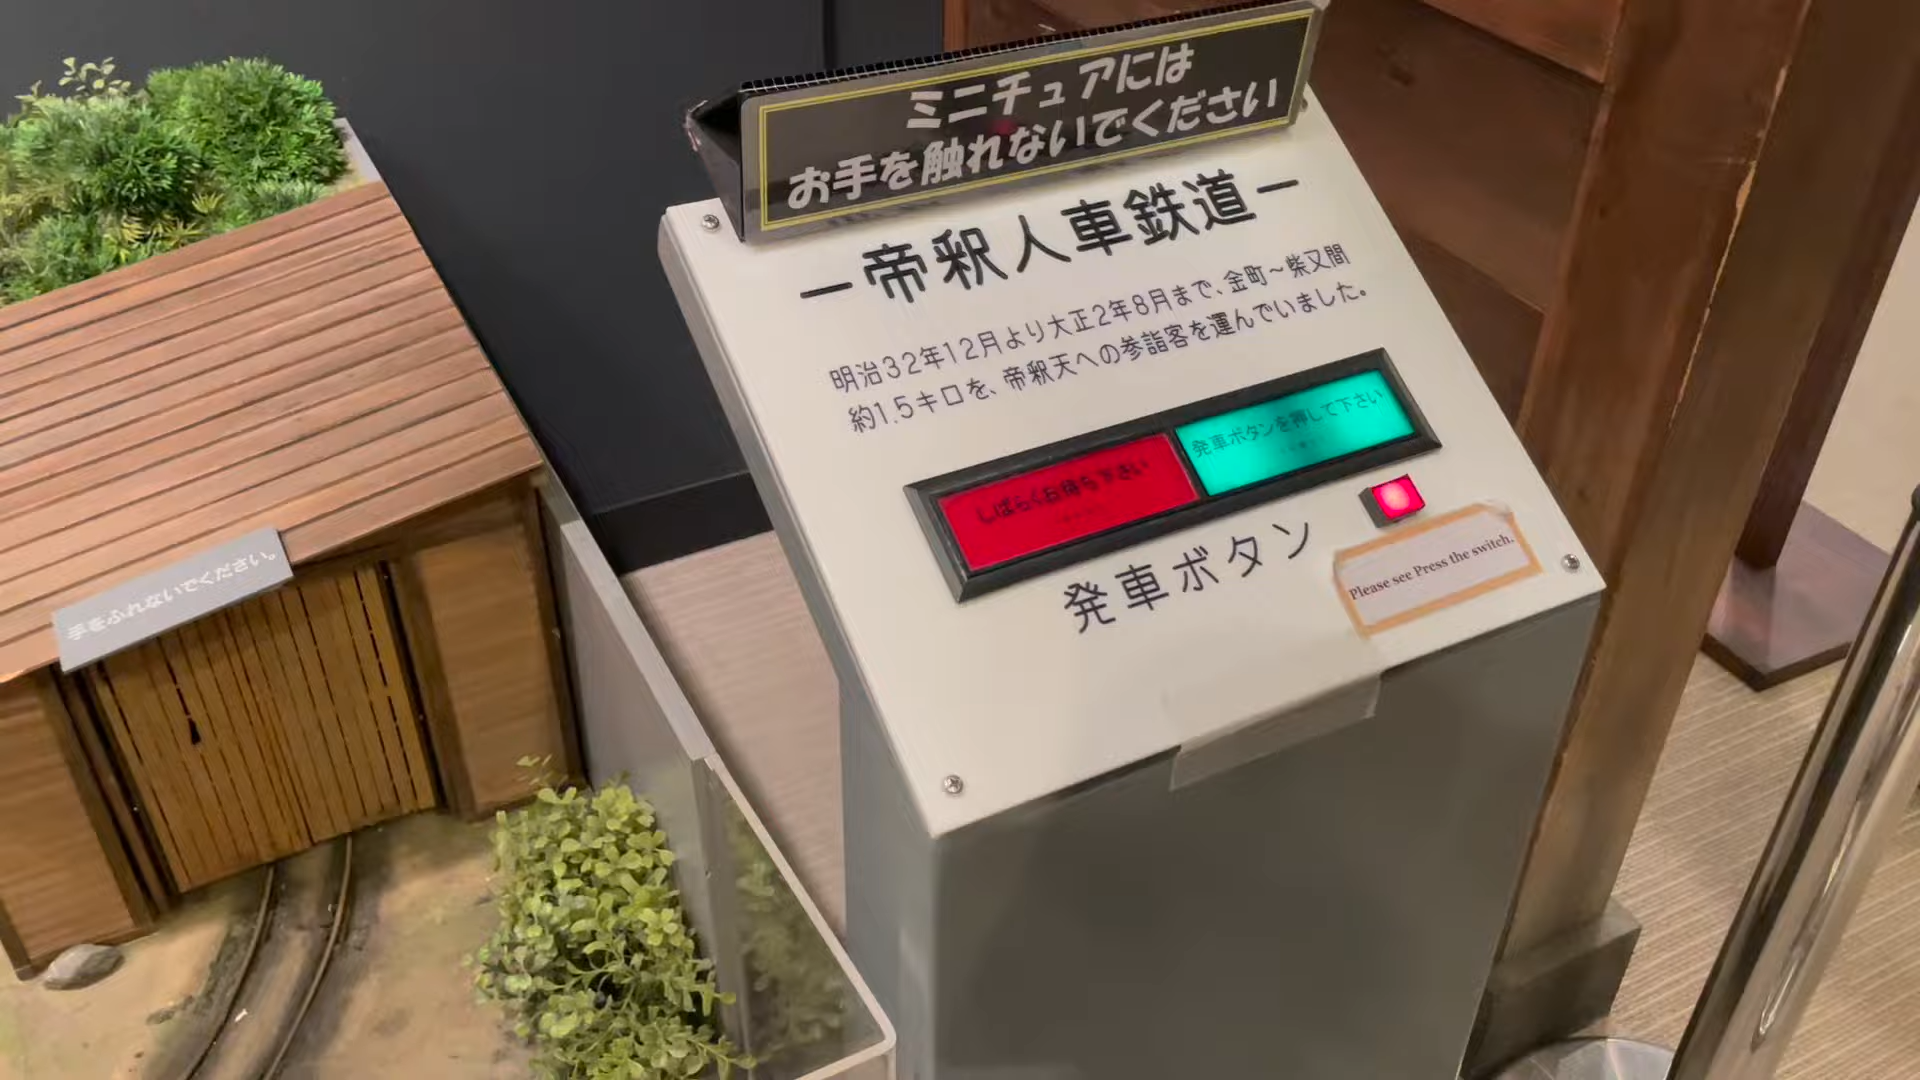 ミニチュアには
お手を触れないでください
ー帝釈人車鉄道ー
明治32年12月より大正2年8月まで、金町～柴又間
約1.5キロを、帝釈天への参詣客を運んでいました。
しばらくお待ち下さい
発車ボタンを押して下さい
発車ボタン
Please see Press the switch.
手をふれないでください。